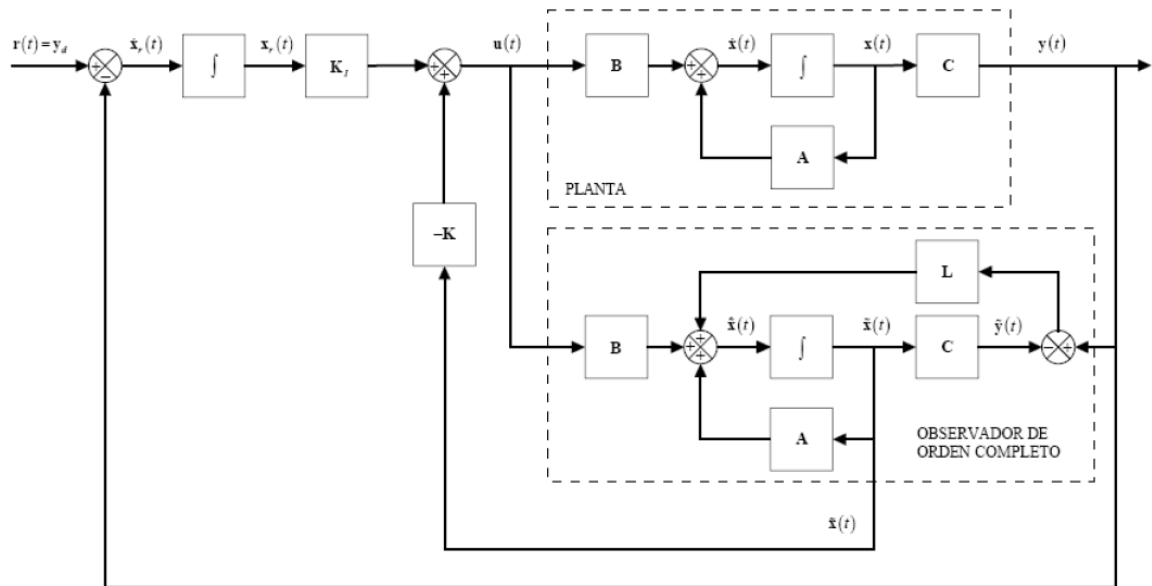 r(t) = y_d
ẋ_r(t)
x_r(t)
u(t)
ẋ(t)
x(t)
y(t)
+
−
∫
K_I
+
+
B
+
+
∫
C
A
PLANTA
−K
L
B
+
+
+
x̃̇(t)
∫
x̃(t)
C
ỹ(t)
−
+
A
OBSERVADOR DE
ORDEN COMPLETO
x̃(t)